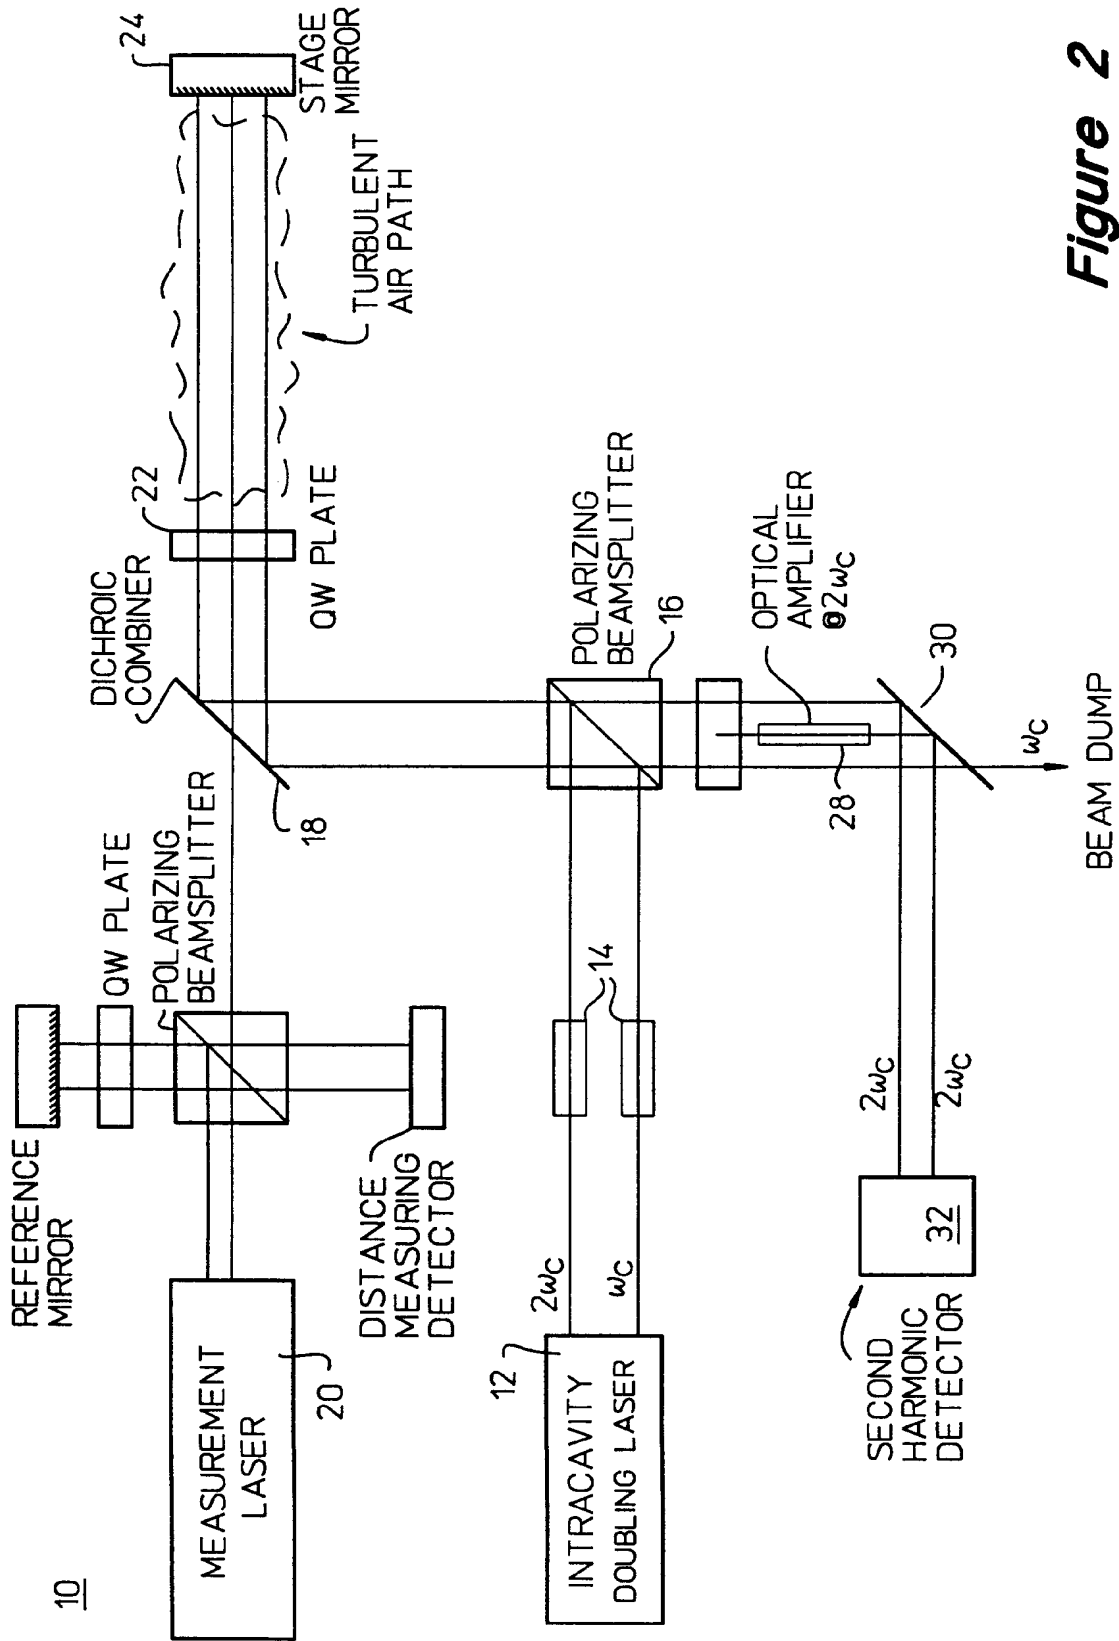 10
REFERENCE
MIRROR
QW PLATE
POLARIZING
BEAMSPLITTER
DICHROIC
COMBINER
22
24
MEASUREMENT
LASER
20
DISTANCE
MEASURING
DETECTOR
18
QW PLATE
TURBULENT
AIR PATH
STAGE
MIRROR
12
INTRACAVITY
DOUBLING LASER
2ωC
ωC
14
POLARIZING
BEAMSPLITTER
16
OPTICAL
AMPLIFIER
@2ωC
28
30
SECOND
HARMONIC
DETECTOR
32
2ωC
2ωC
ωC
BEAM DUMP
Figure 2